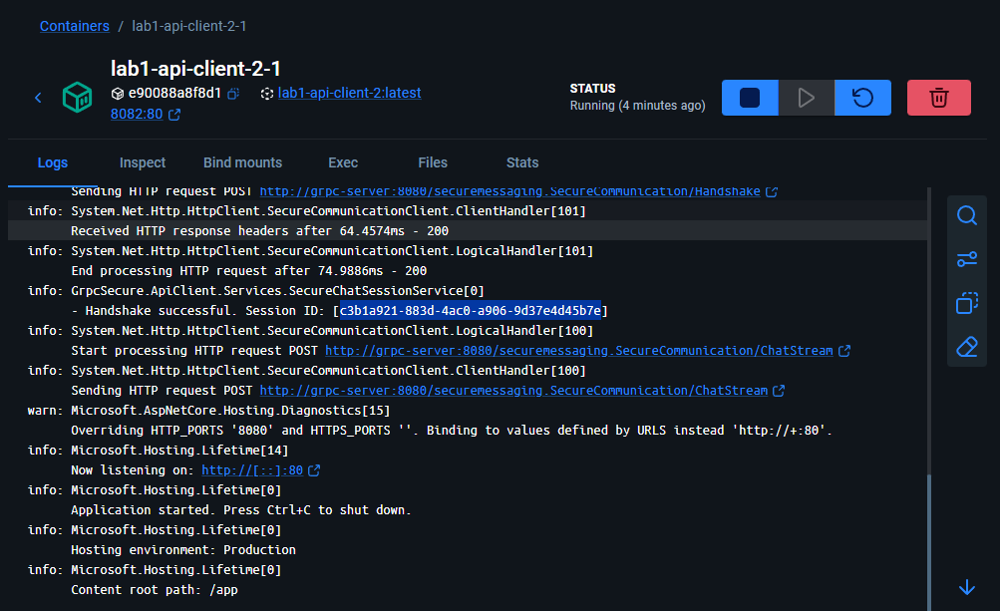 Containers / lab1-api-client-2-1
lab1-api-client-2-1
e90088a8f8d1 lab1-api-client-2:latest
8082:80
STATUS
Running (4 minutes ago)
Logs Inspect Bind mounts Exec Files Stats
Sending HTTP request POST http://grpc-server:8080/securemessaging.SecureCommunication/Handshake
info: System.Net.Http.HttpClient.SecureCommunicationClient.ClientHandler[101]
Received HTTP response headers after 64.4574ms - 200
info: System.Net.Http.HttpClient.SecureCommunicationClient.LogicalHandler[101]
End processing HTTP request after 74.9886ms - 200
info: GrpcSecure.ApiClient.Services.SecureChatSessionService[0]
- Handshake successful. Session ID: [c3b1a921-883d-4ac0-a906-9d37e4d45b7e]
info: System.Net.Http.HttpClient.SecureCommunicationClient.LogicalHandler[100]
Start processing HTTP request POST http://grpc-server:8080/securemessaging.SecureCommunication/ChatStream
info: System.Net.Http.HttpClient.SecureCommunicationClient.ClientHandler[100]
Sending HTTP request POST http://grpc-server:8080/securemessaging.SecureCommunication/ChatStream
warn: Microsoft.AspNetCore.Hosting.Diagnostics[15]
Overriding HTTP_PORTS '8080' and HTTPS_PORTS ''. Binding to values defined by URLS instead 'http://+:80'.
info: Microsoft.Hosting.Lifetime[14]
Now listening on: http://[::]:80
info: Microsoft.Hosting.Lifetime[0]
Application started. Press Ctrl+C to shut down.
info: Microsoft.Hosting.Lifetime[0]
Hosting environment: Production
info: Microsoft.Hosting.Lifetime[0]
Content root path: /app